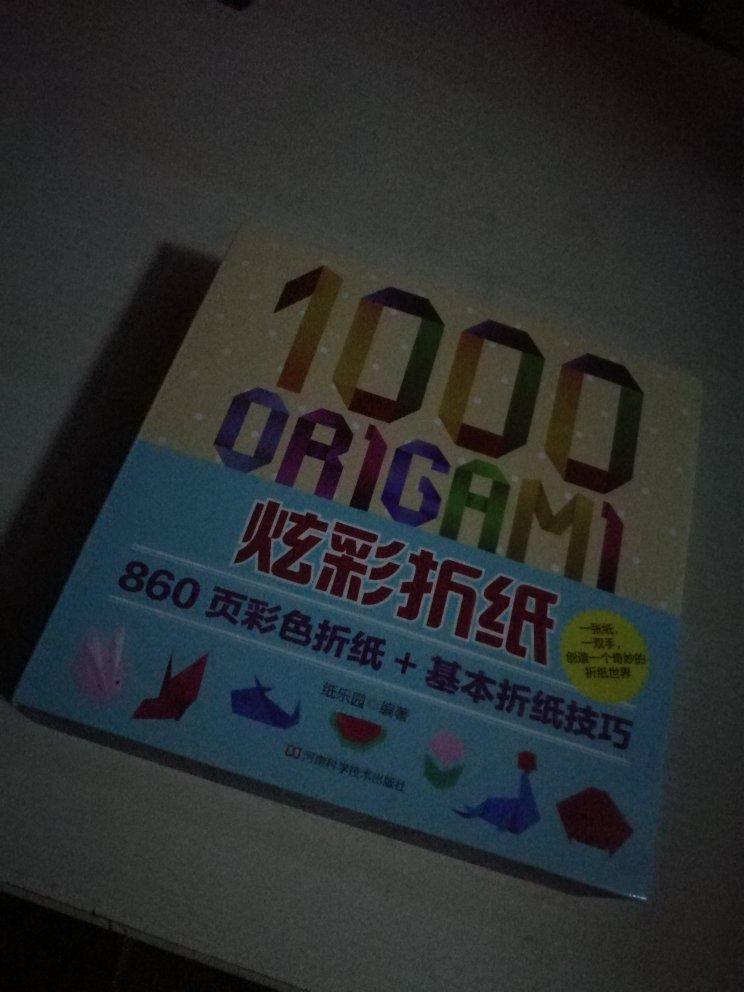 1000
ORIGAMI
炫彩折纸
860 页彩色折纸 + 基本折纸技巧
一张纸,
一双手,
创造一个奇妙的
折纸世界
纸乐园◎编著
河南科学技术出版社